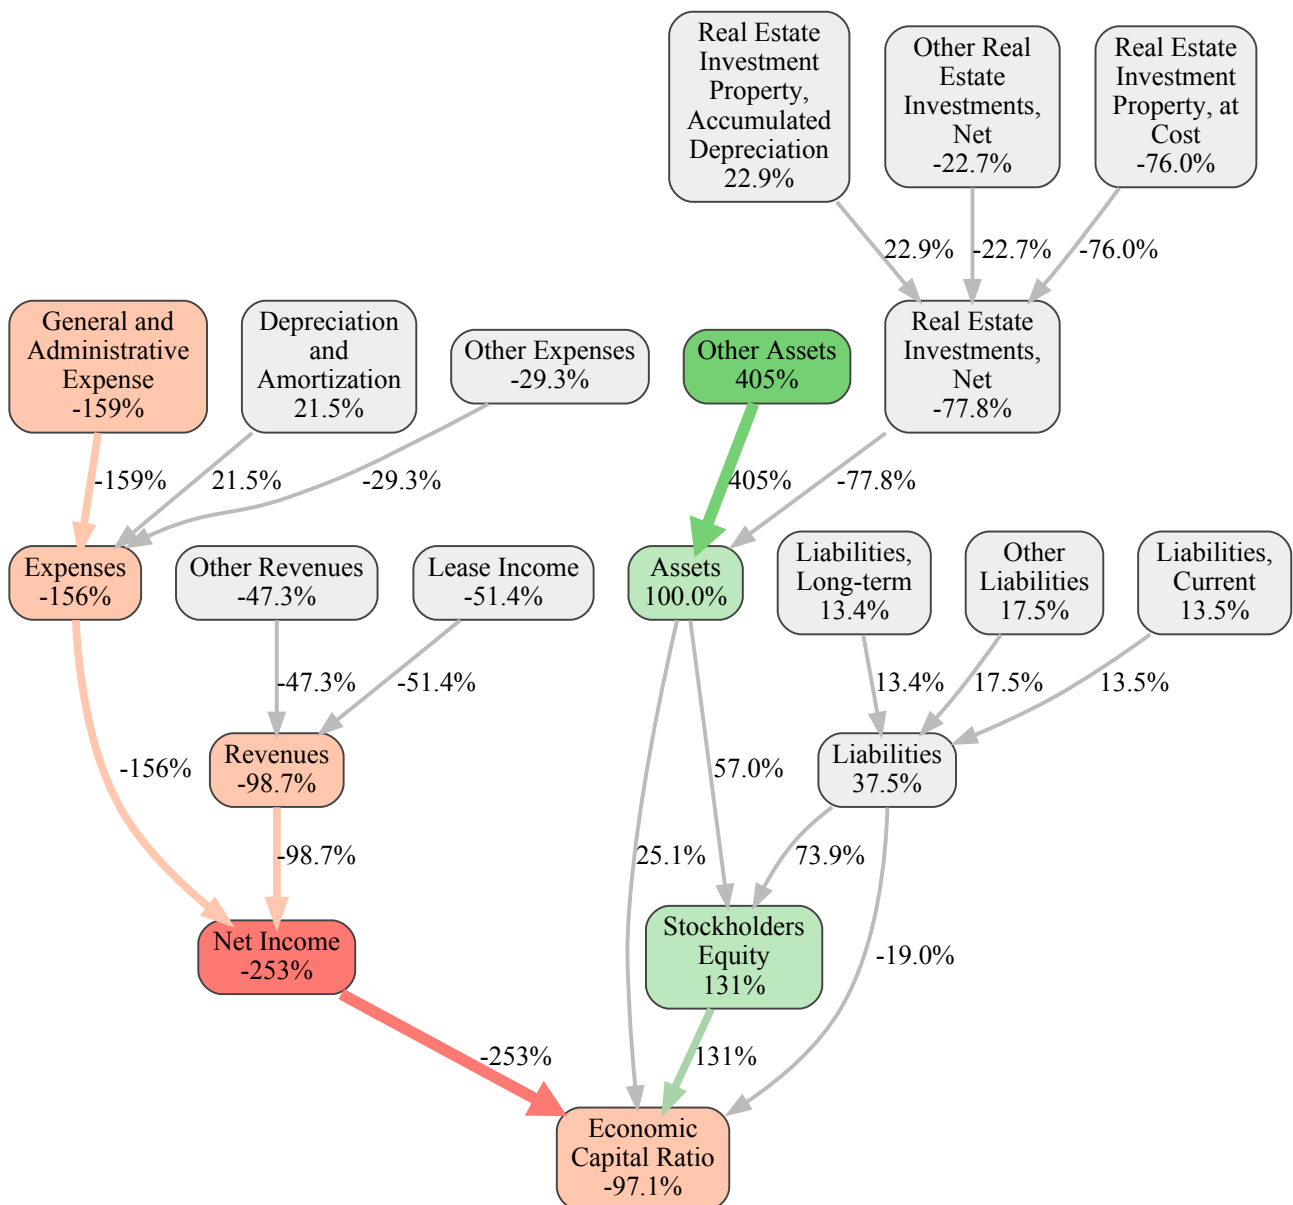 Real Estate
Investment
Property,
Accumulated
Depreciation
22.9%
Other Real
Estate
Investments,
Net
-22.7%
Real Estate
Investment
Property, at
Cost
-76.0%
22.9%
-22.7%
-76.0%
General and
Administrative
Expense
-159%
Depreciation
and
Amortization
21.5%
Other Expenses
-29.3%
Other Assets
405%
Real Estate
Investments,
Net
-77.8%
-159%
21.5%
-29.3%
405%
-77.8%
Expenses
-156%
Other Revenues
-47.3%
Lease Income
-51.4%
Assets
100.0%
Liabilities,
Long-term
13.4%
Other
Liabilities
17.5%
Liabilities,
Current
13.5%
-47.3%
-51.4%
13.4%
17.5%
13.5%
-156%
Revenues
-98.7%
57.0%
Liabilities
37.5%
-98.7%
25.1%
73.9%
Net Income
-253%
Stockholders
Equity
131%
-19.0%
-253%
131%
Economic
Capital Ratio
-97.1%